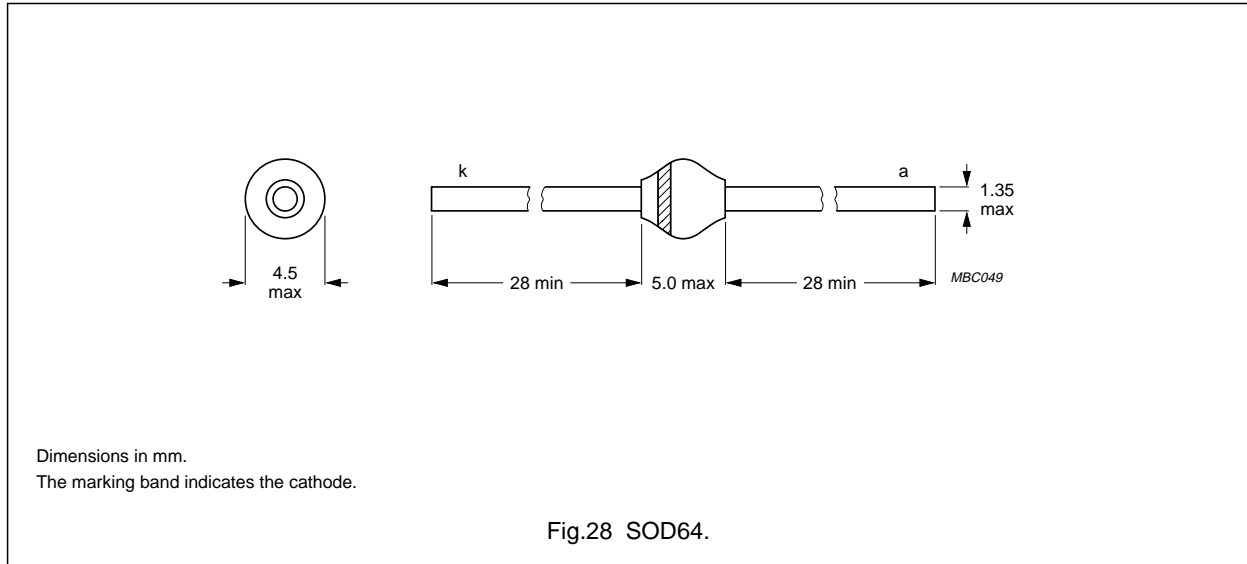 k
a
1.35
max
4.5
max
28 min
5.0 max
28 min
MBC049
Dimensions in mm.
The marking band indicates the cathode.
Fig.28 SOD64.